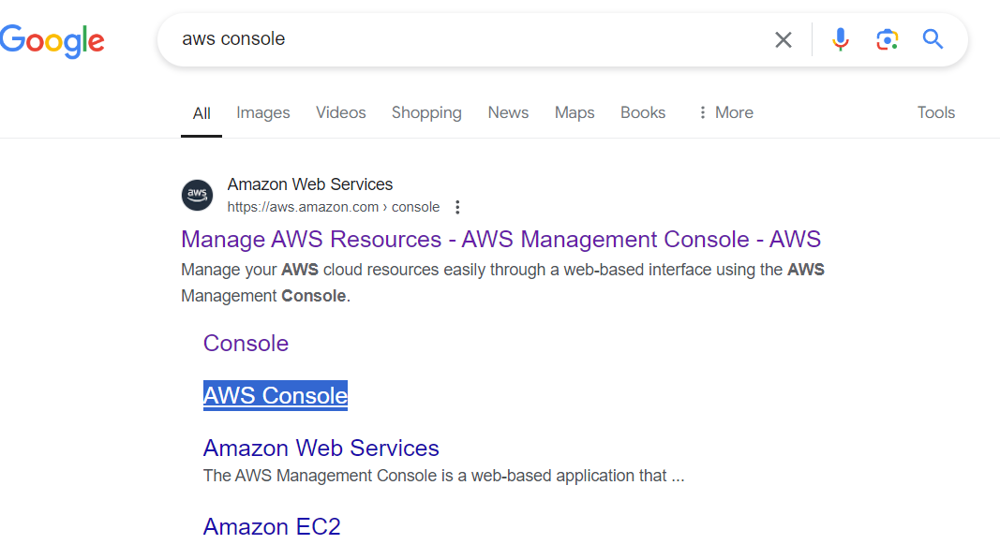 Google
aws console
All Images Videos Shopping News Maps Books More Tools
aws
Amazon Web Services
https://aws.amazon.com › console
Manage AWS Resources - AWS Management Console - AWS
Manage your AWS cloud resources easily through a web-based interface using the AWS
Management Console.
Console
AWS Console
Amazon Web Services
The AWS Management Console is a web-based application that ...
Amazon EC2